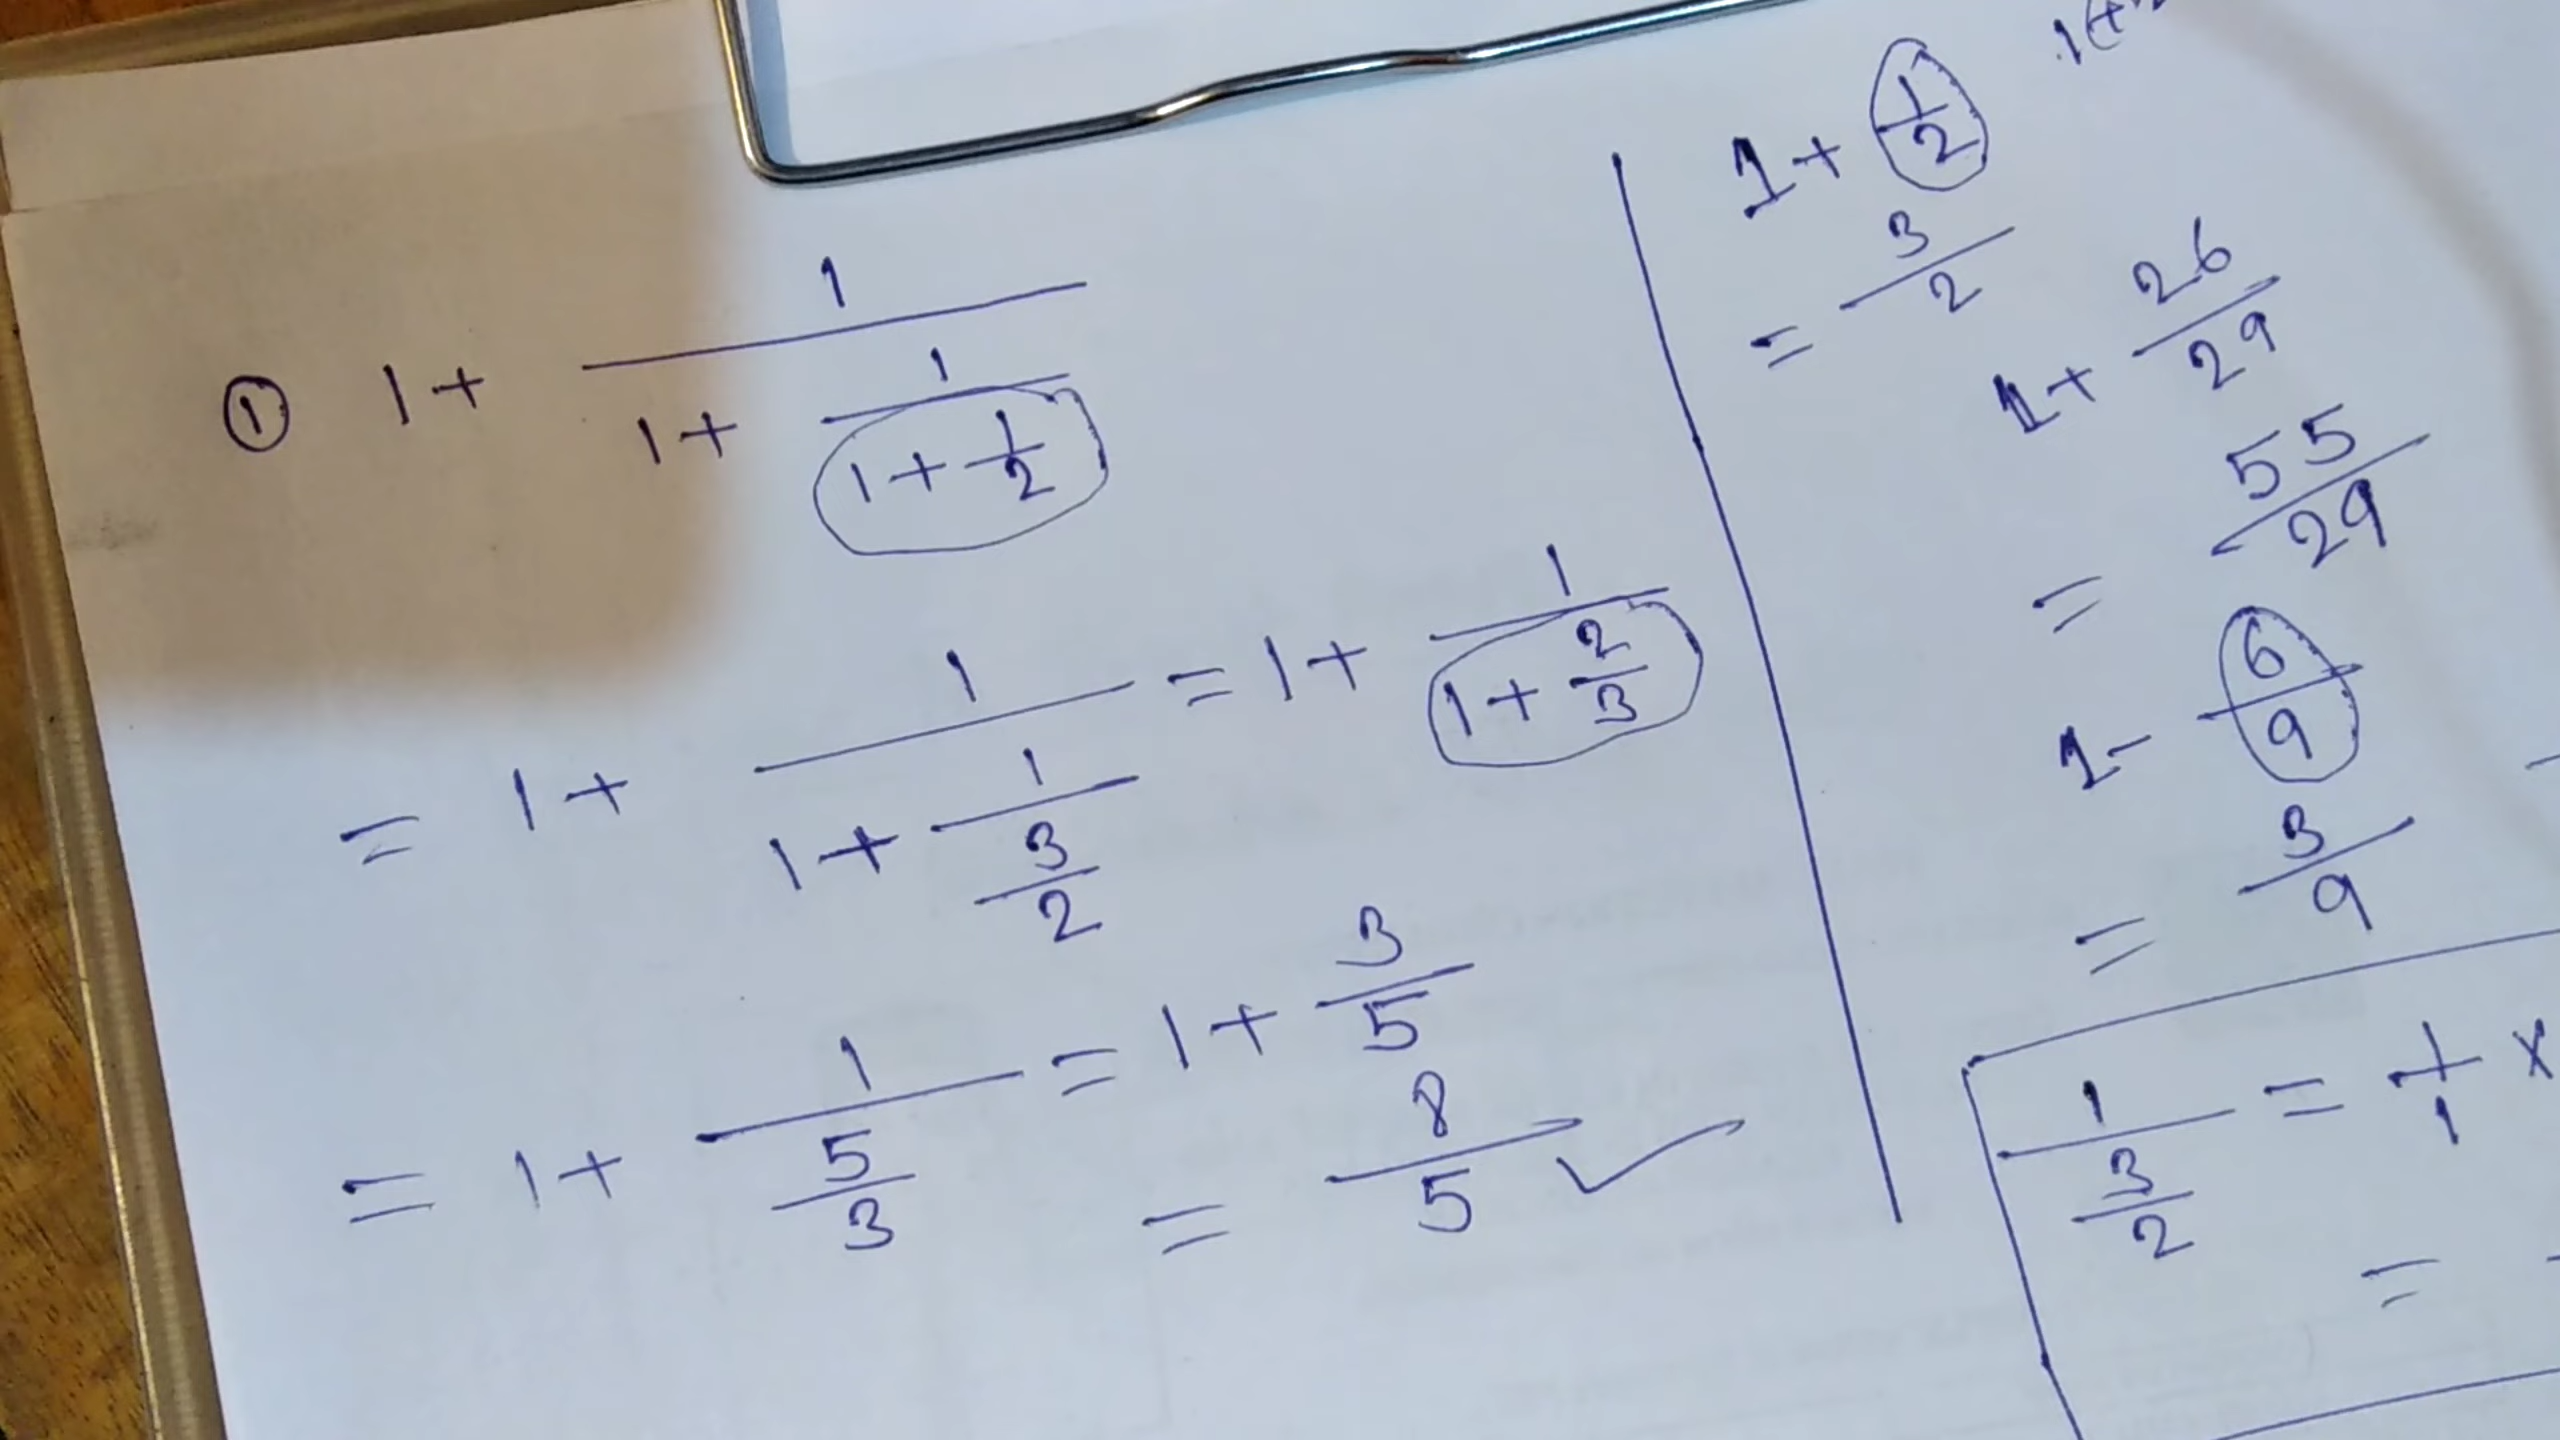 ① 1 + 1/(1 + 1/(1 + 1/2))
= 1 + 1/(1 + 1/(3/2)) = 1 + 1/(1 + 2/3)
= 1 + 1/(5/3) = 1 + 3/5
= 8/5 ✓
1 + 1/2
= 3/2
1 + 26/29
= 55/29
1 - 6/9
= 3/9
1/(3/2) = 1/1 ×
=